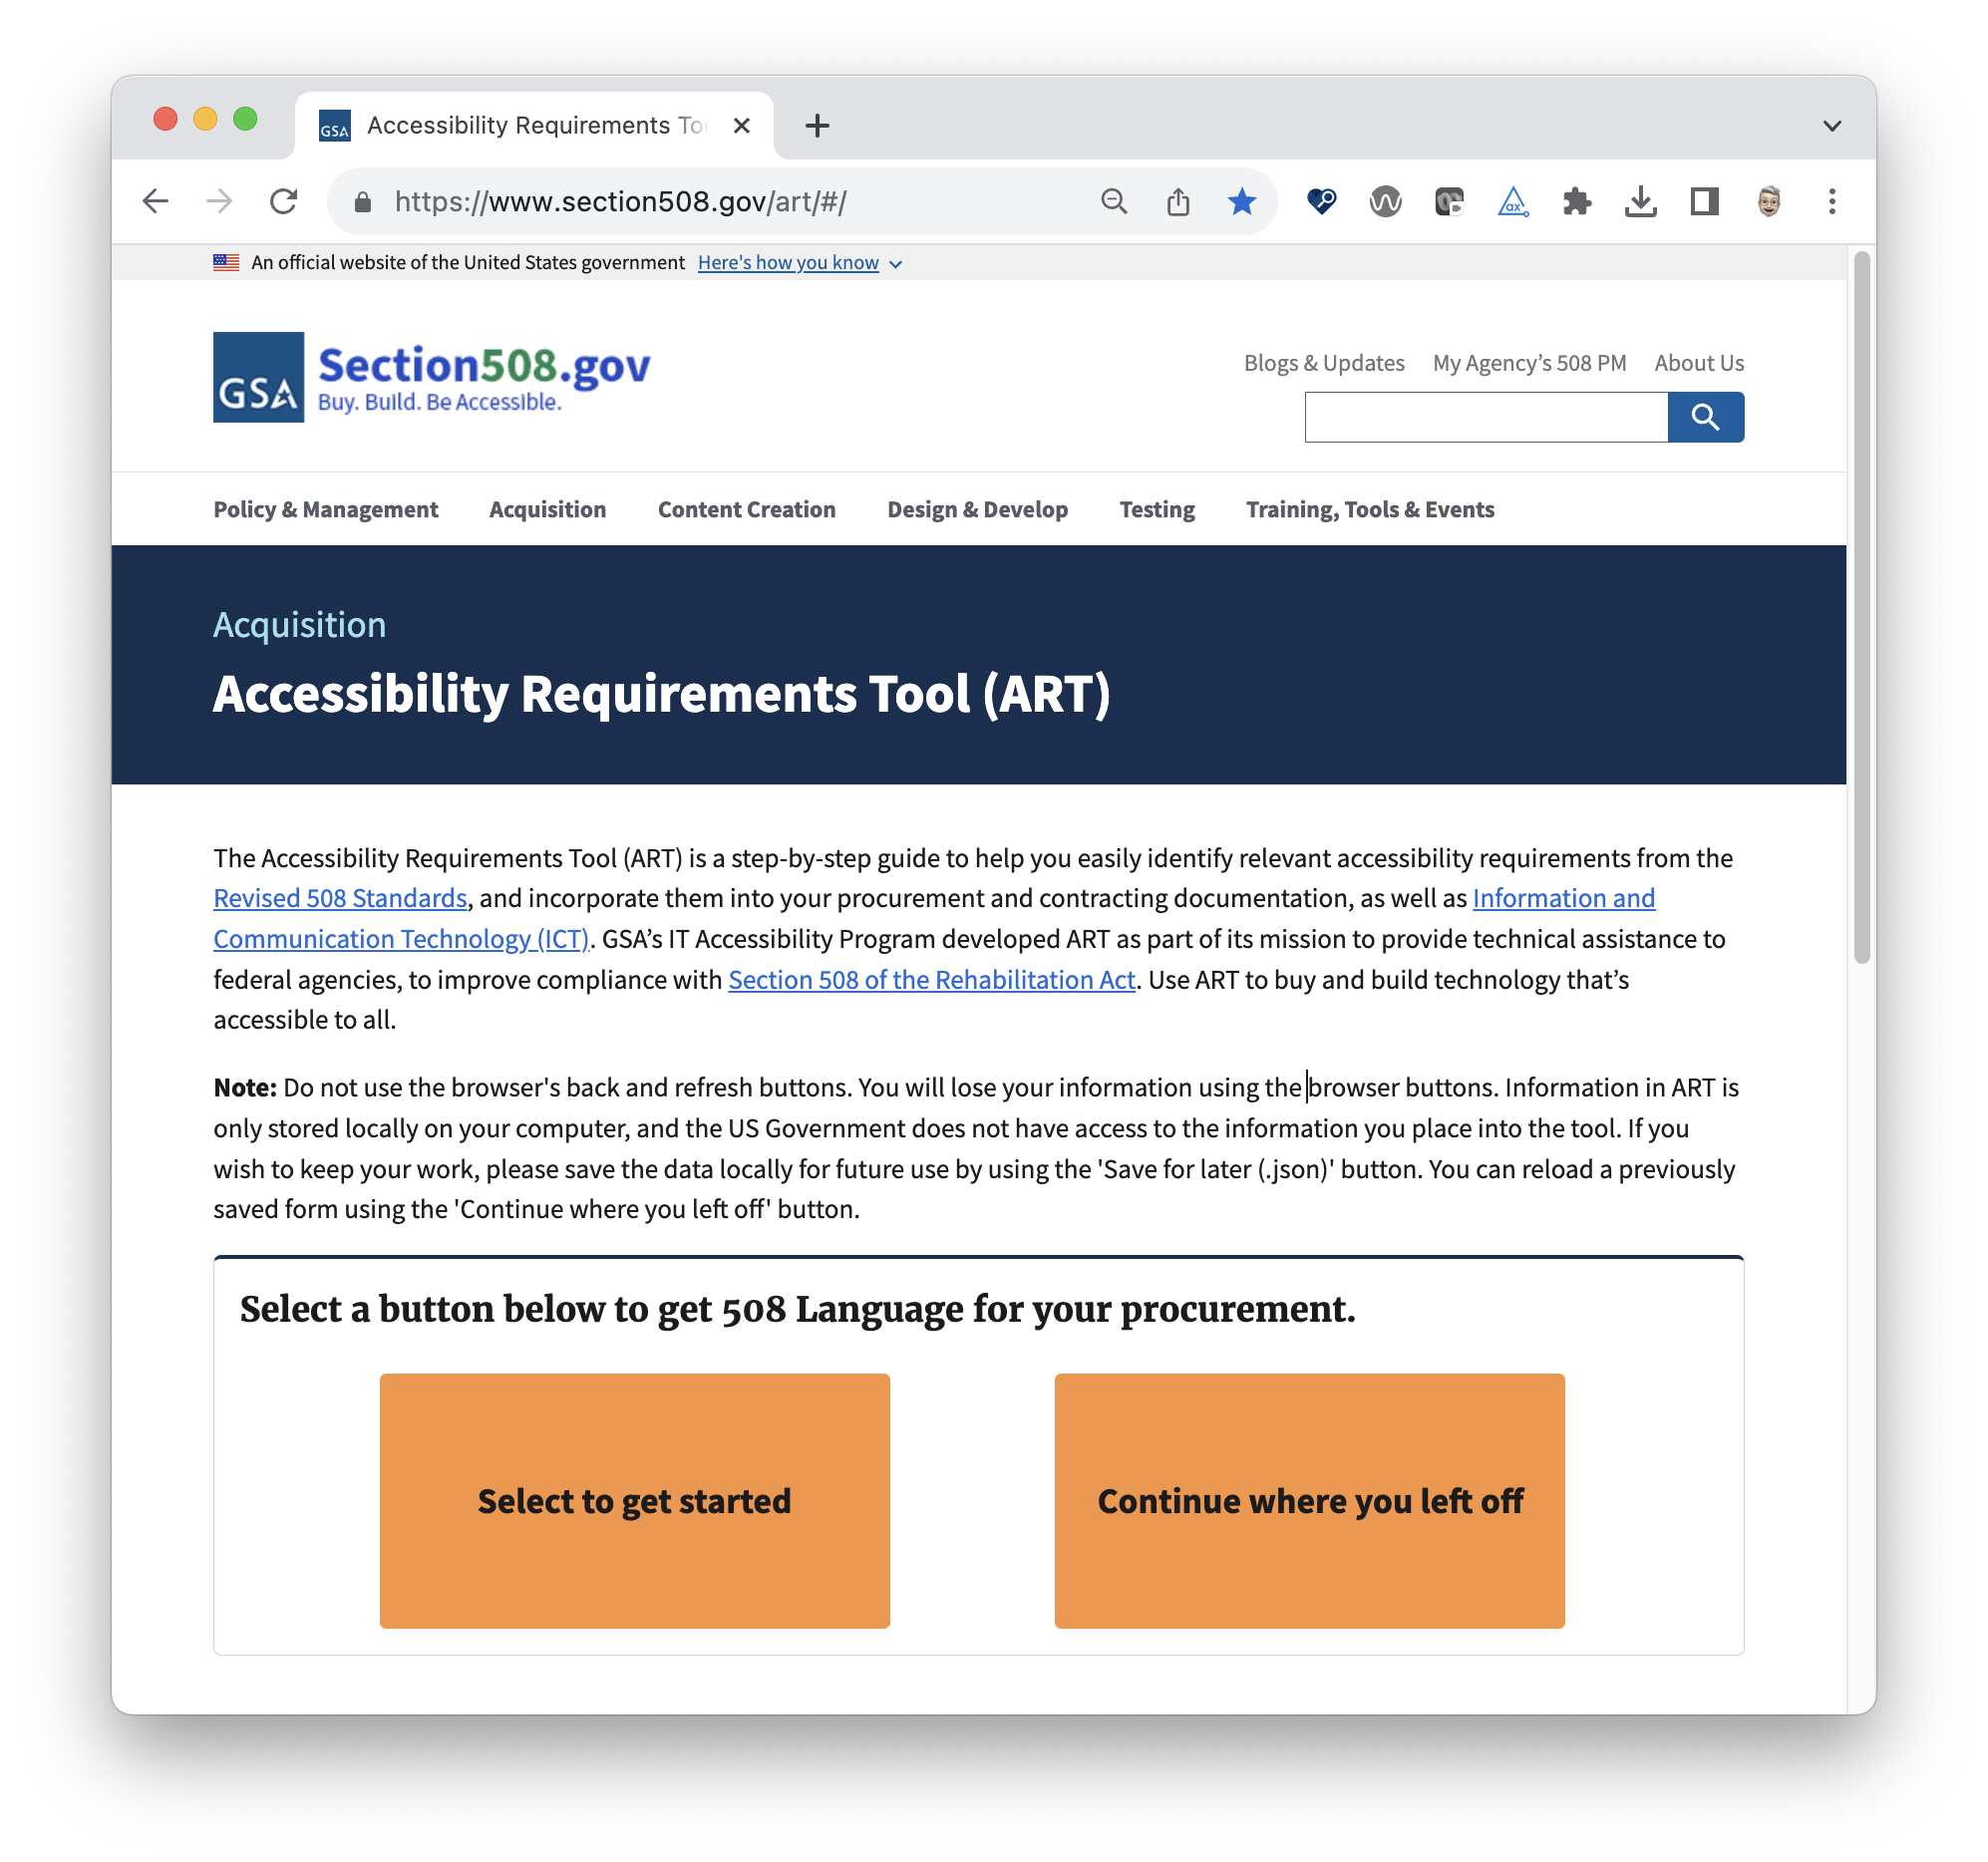 GSA
Accessibility Requirements To
https://www.section508.gov/art/#/
ax
An official website of the United States government Here's how you know
GSA
Section508.gov
Buy. Build. Be Accessible.
Blogs & Updates My Agency’s 508 PM About Us
Policy & Management Acquisition Content Creation Design & Develop Testing Training, Tools & Events
Acquisition
Accessibility Requirements Tool (ART)
The Accessibility Requirements Tool (ART) is a step-by-step guide to help you easily identify relevant accessibility requirements from the
Revised 508 Standards, and incorporate them into your procurement and contracting documentation, as well as Information and
Communication Technology (ICT). GSA’s IT Accessibility Program developed ART as part of its mission to provide technical assistance to
federal agencies, to improve compliance with Section 508 of the Rehabilitation Act. Use ART to buy and build technology that’s
accessible to all.
Note: Do not use the browser's back and refresh buttons. You will lose your information using the browser buttons. Information in ART is
only stored locally on your computer, and the US Government does not have access to the information you place into the tool. If you
wish to keep your work, please save the data locally for future use by using the 'Save for later (.json)' button. You can reload a previously
saved form using the 'Continue where you left off' button.
Select a button below to get 508 Language for your procurement.
Select to get started
Continue where you left off